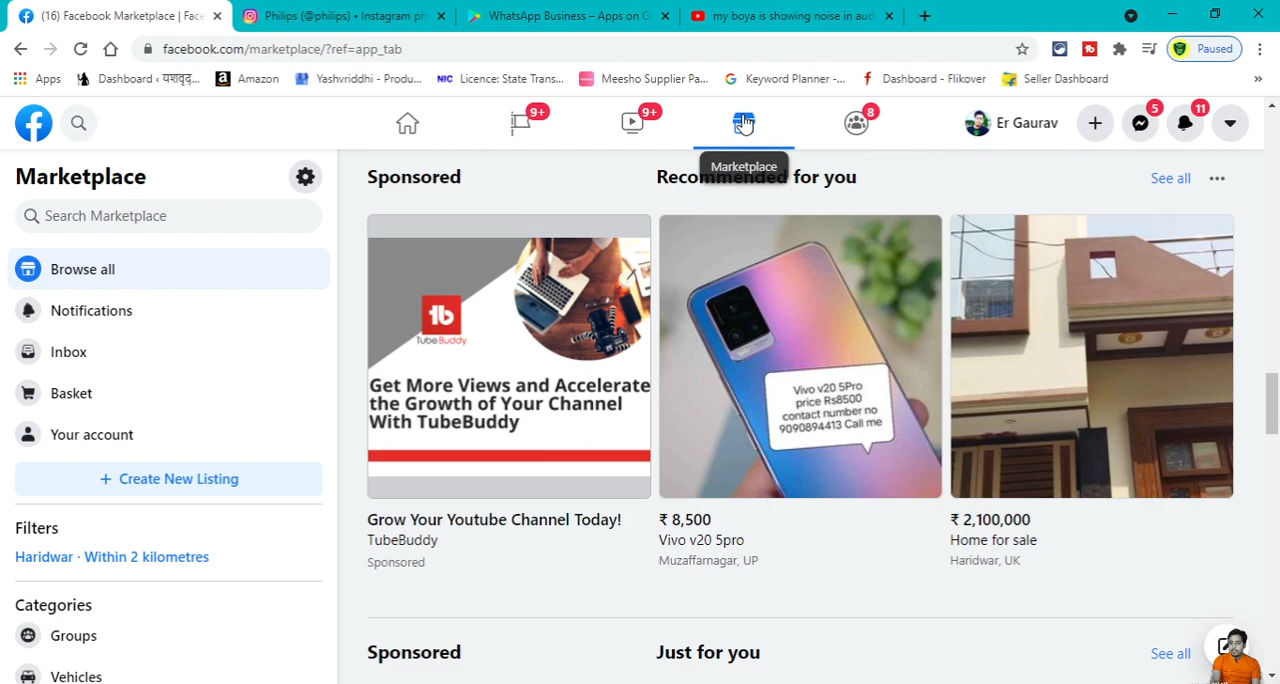 (16) Facebook Marketplace | Face
Philips (@philips) • Instagram ph
WhatsApp Business – Apps on G
my boya is showing noise in aud
facebook.com/marketplace/?ref=app_tab
Paused
Apps
Dashboard ‹ यशवृद्...
Amazon
Yashvriddhi - Produ...
NIC Licence: State Trans...
Meesho Supplier Pa...
Keyword Planner -...
Dashboard - Flikover
Seller Dashboard
»
9+
9+
8
Er Gaurav
5
11
Marketplace
Marketplace
Search Marketplace
Browse all
Notifications
Inbox
Basket
Your account
+ Create New Listing
Filters
Haridwar · Within 2 kilometres
Categories
Groups
Vehicles
Sponsored
Recommended for you
See all
TubeBuddy
Get More Views and Accelerate
the Growth of Your Channel
With TubeBuddy
Grow Your Youtube Channel Today!
TubeBuddy
Sponsored
Vivo v20 5Pro
price Rs8500
contact number no
9090894413 Call me
₹ 8,500
Vivo v20 5pro
Muzaffarnagar, UP
₹ 2,100,000
Home for sale
Haridwar, UK
Sponsored
Just for you
See all